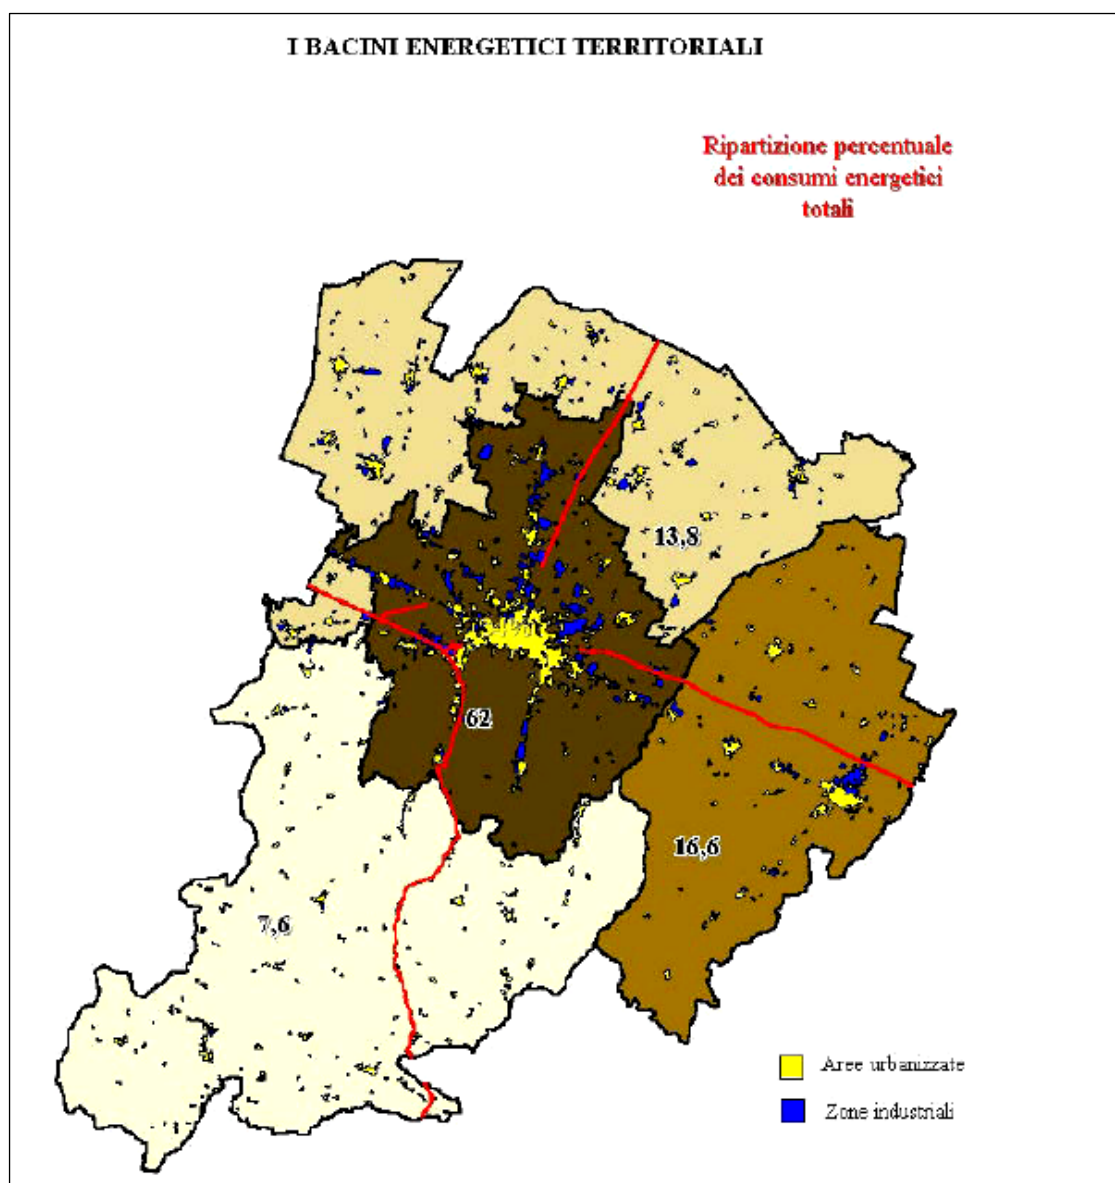 I BACINI ENERGETICI TERRITORIALI
Ripartizione percentuale
dei consumi energetici
totali
13,8
62
16,6
7,6
Aree urbanizzate
Zone industriali